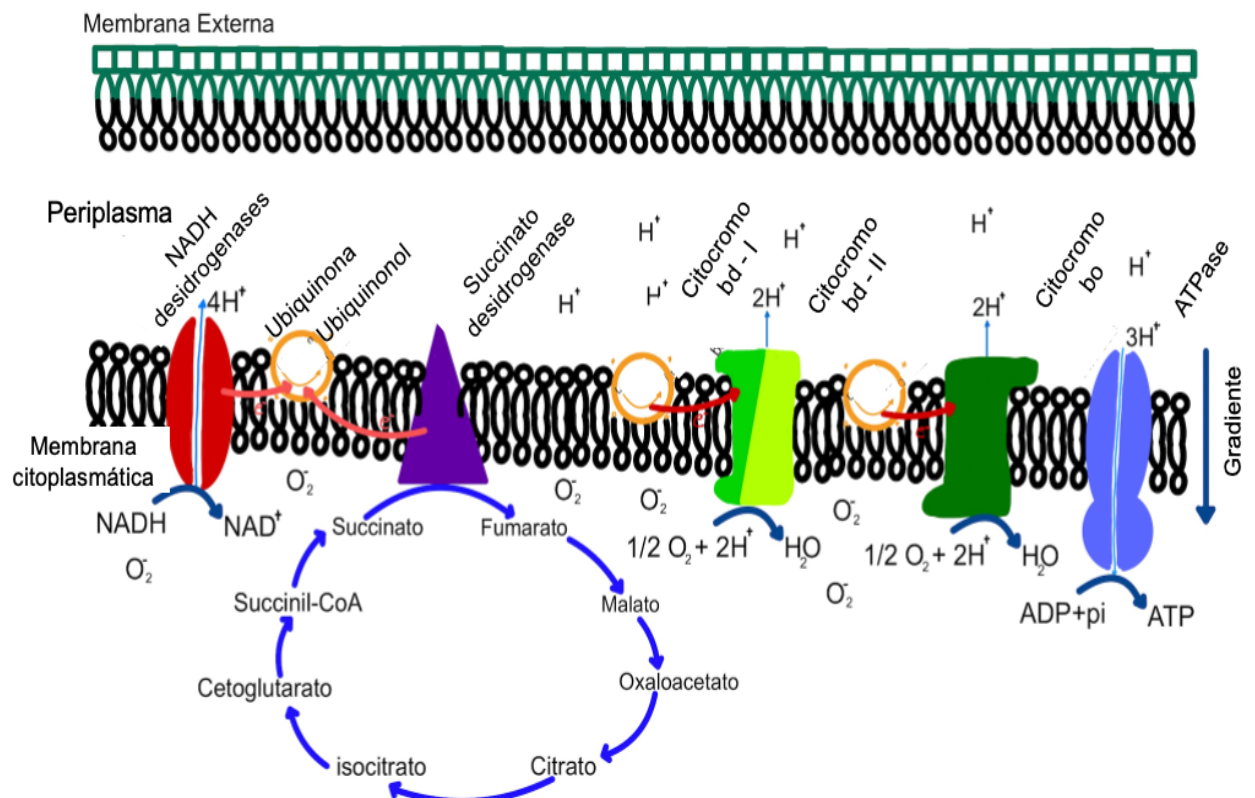 Membrana Externa
Periplasma
NADH
desidrogenases
Ubiquinona
Ubiquinonol
Succinato
desidrogenase
H⁺
H⁺
H⁺
Citocromo
bd - I
H⁺
Citocromo
bd - II
H⁺
Citocromo
bo
H⁺
ATPase
4H⁺
2H⁺
2H⁺
3H⁺
Gradiente
e⁻
e⁻
e⁻
e⁻
Membrana
citoplasmática
NADH
NAD⁺
O₂⁻
O₂⁻
O₂⁻
O₂⁻
O₂⁻
O₂⁻
Succinato
Fumarato
1/2 O₂ + 2H⁺
H₂O
1/2 O₂ + 2H⁺
H₂O
ADP+pi
ATP
Succinil-CoA
Malato
Cetoglutarato
Oxaloacetato
isocitrato
Citrato